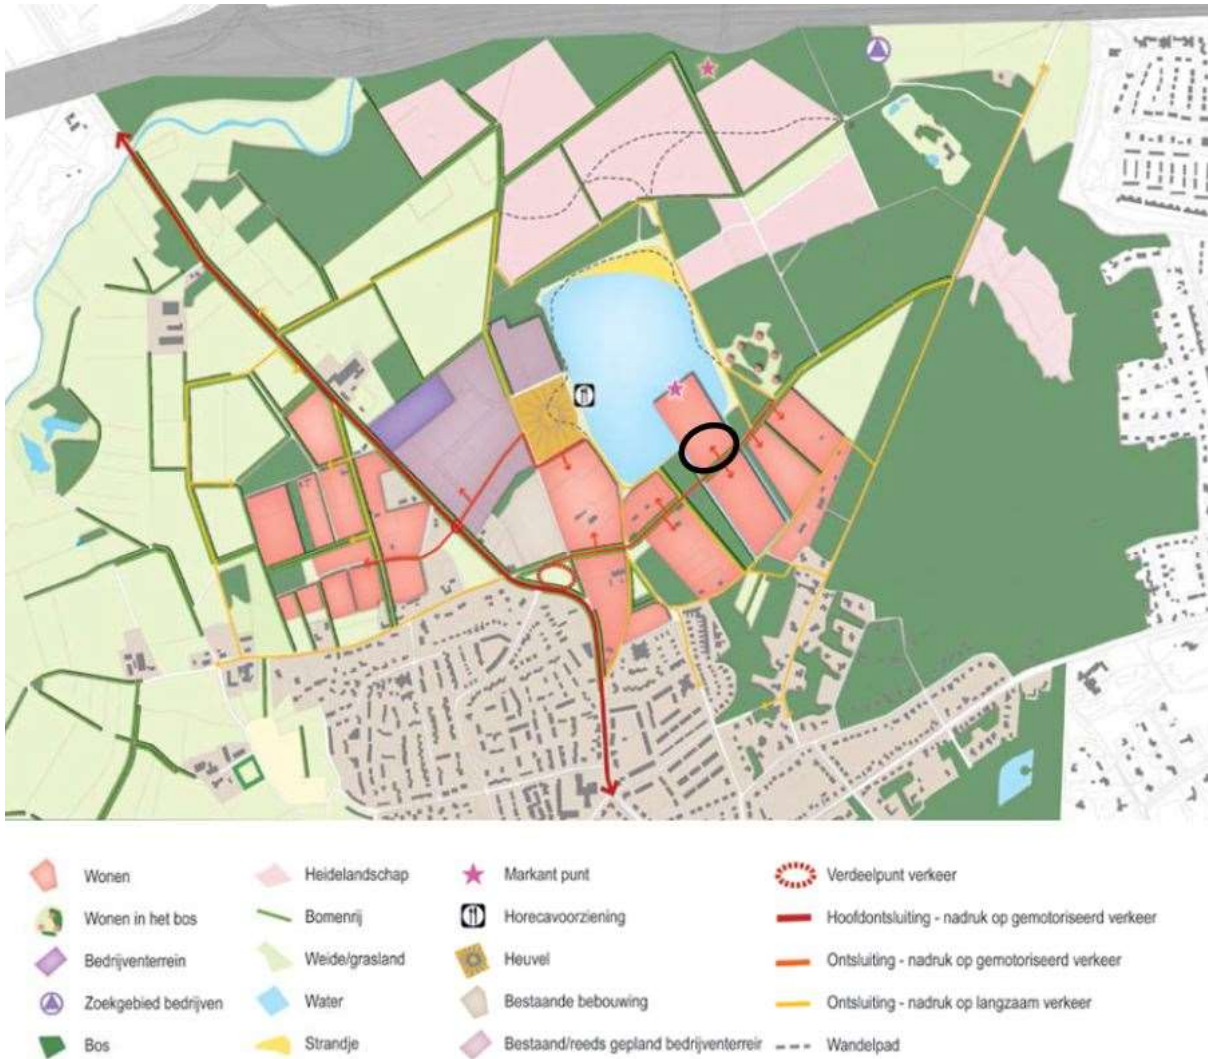 Wonen
Heidelandschap
Markant punt
Verdeelpunt verkeer
Wonen in het bos
Bomenrij
Horecavoorziening
Hoofdontsluiting - nadruk op gemotoriseerd verkeer
Bedrijventerrein
Weide/grasland
Heuvel
Ontsluiting - nadruk op gemotoriseerd verkeer
Zoekgebied bedrijven
Water
Bestaande bebouwing
Ontsluiting - nadruk op langzaam verkeer
Bos
Strandje
Bestaand/reeds gepland bedrijventerreir
Wandelpad